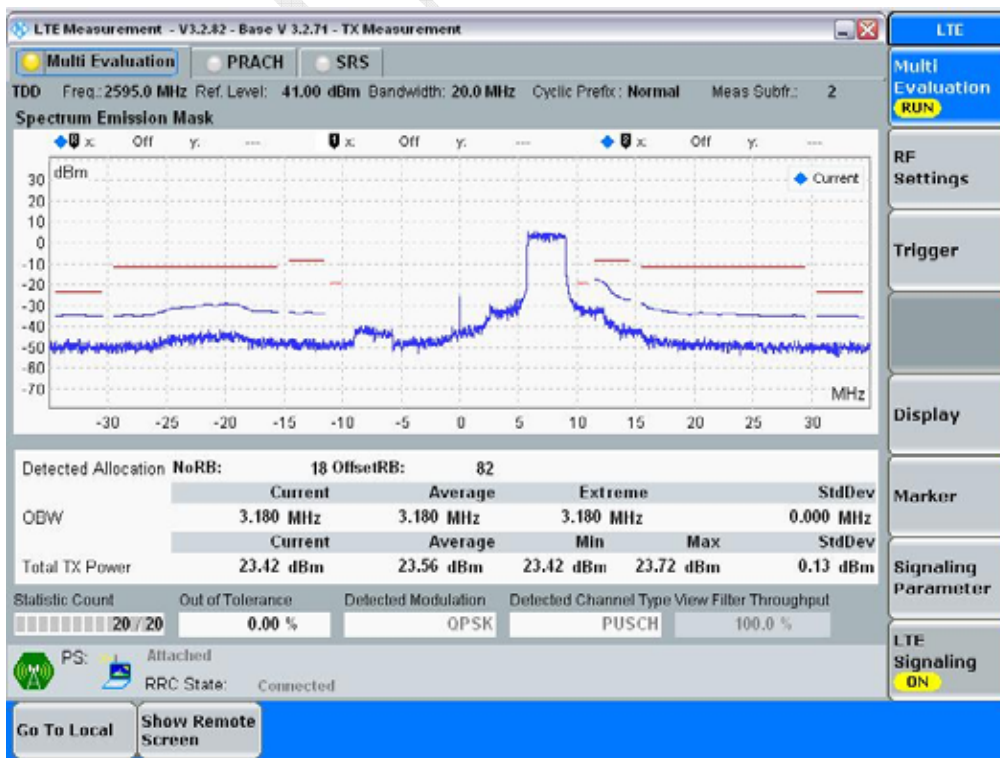 LTE Measurement - V3.2.82 - Base V 3.2.71 - TX Measurement
LTE
Multi Evaluation PRACH SRS
Multi Evaluation RUN
TDD Freq.: 2595.0 MHz Ref. Level: 41.00 dBm Bandwidth: 20.0 MHz Cyclic Prefix: Normal Meas Subfr.: 2
Spectrum Emission Mask
x: Off y: --- 1 x: Off y: --- 2 x: Off y: ---
dBm
Current
30
20
10
0
-10
-20
-30
-40
-50
-60
-70
MHz
-30 -25 -20 -15 -10 -5 0 5 10 15 20 25 30
RF Settings
Trigger
Display
Marker
Signaling Parameter
LTE Signaling ON
Detected Allocation NoRB: 18 OffsetRB: 82
Current Average Extreme StdDev
OBW 3.180 MHz 3.180 MHz 3.180 MHz 0.000 MHz
Current Average Min Max StdDev
Total TX Power 23.42 dBm 23.56 dBm 23.42 dBm 23.72 dBm 0.13 dBm
Statistic Count Out of Tolerance Detected Modulation Detected Channel Type View Filter Throughput
20 / 20 0.00 % QPSK PUSCH 100.0 %
PS: Attached
RRC State: Connected
Go To Local
Show Remote Screen